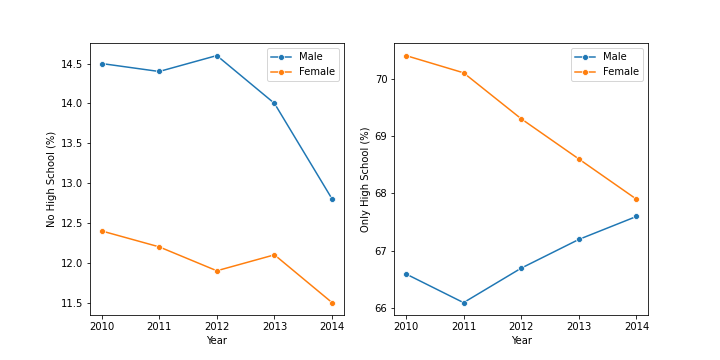 No High School (%)
14.5
14.0
13.5
13.0
12.5
12.0
11.5
2010 2011 2012 2013 2014
Year
Male
Female
Only High School (%)
70
69
68
67
66
2010 2011 2012 2013 2014
Year
Male
Female